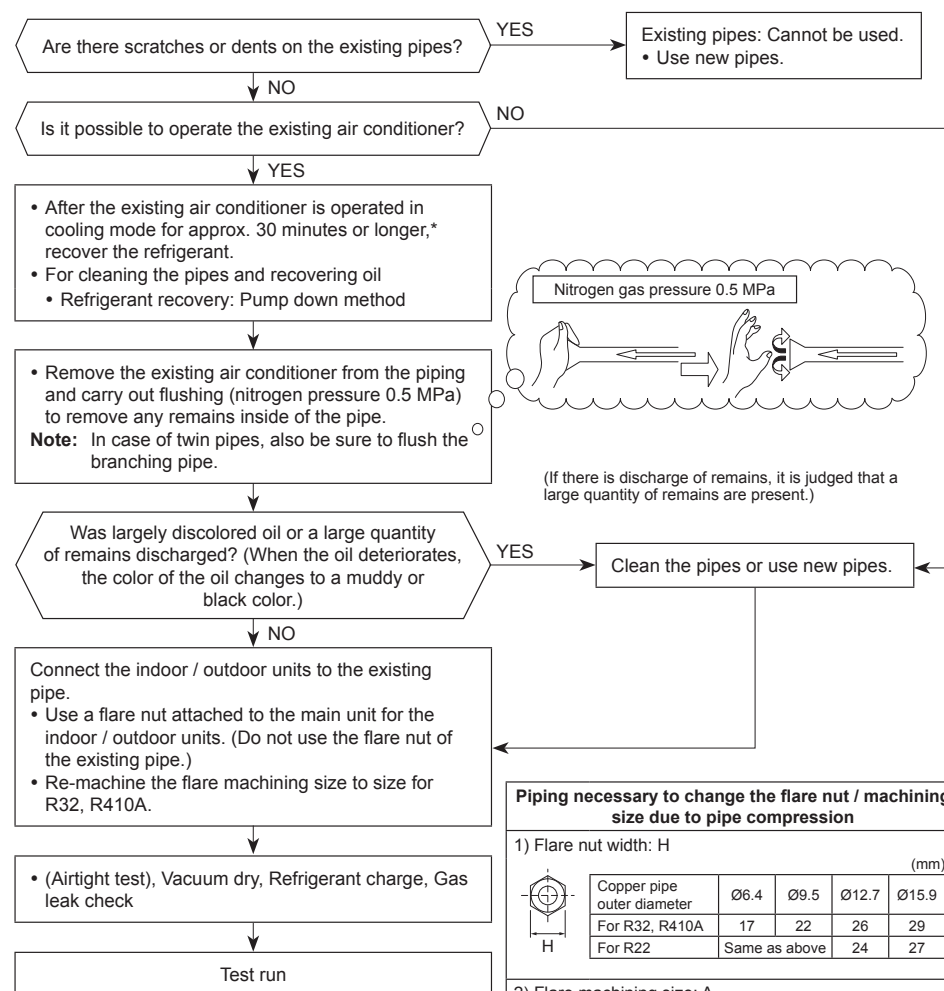 Are there scratches or dents on the existing pipes?
YES
Existing pipes: Cannot be used.
• Use new pipes.
NO
Is it possible to operate the existing air conditioner?
NO
YES
• After the existing air conditioner is operated in
cooling mode for approx. 30 minutes or longer,*
recover the refrigerant.
• For cleaning the pipes and recovering oil
• Refrigerant recovery: Pump down method
Nitrogen gas pressure 0.5 MPa
• Remove the existing air conditioner from the piping
and carry out flushing (nitrogen pressure 0.5 MPa)
to remove any remains inside of the pipe.
Note: In case of twin pipes, also be sure to flush the
branching pipe.
(If there is discharge of remains, it is judged that a
large quantity of remains are present.)
Was largely discolored oil or a large quantity
of remains discharged? (When the oil deteriorates,
the color of the oil changes to a muddy or
black color.)
YES
Clean the pipes or use new pipes.
NO
Connect the indoor / outdoor units to the existing
pipe.
• Use a flare nut attached to the main unit for the
indoor / outdoor units. (Do not use the flare nut of
the existing pipe.)
• Re-machine the flare machining size to size for
R32, R410A.
• (Airtight test), Vacuum dry, Refrigerant charge, Gas
leak check
Test run
Piping necessary to change the flare nut / machining
size due to pipe compression
1) Flare nut width: H
(mm)
H
Copper pipe
outer diameter Ø6.4 Ø9.5 Ø12.7 Ø15.9
For R32, R410A 17 22 26 29
For R22 Same as above 24 27
2) Flare machining size: A